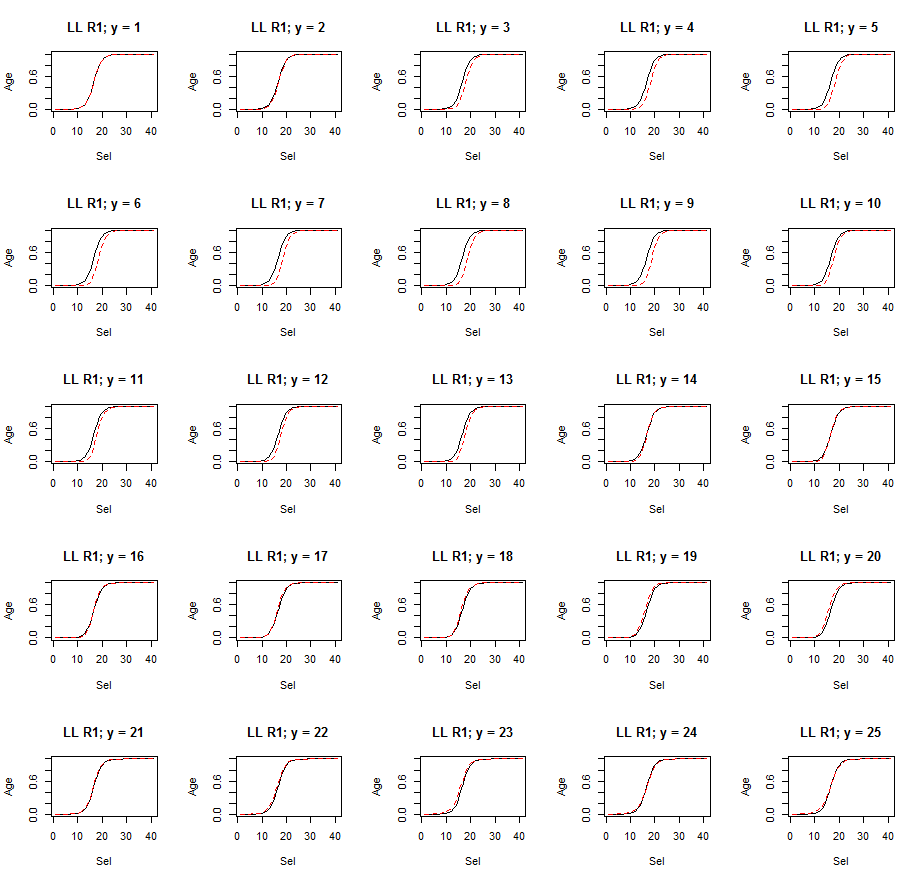 LL R1; y = 1 LL R1; y = 2 LL R1; y = 3 LL R1; y = 4 LL R1; y = 5
Age 0.0 0.6 Age 0.0 0.6 Age 0.0 0.6 Age 0.0 0.6 Age 0.0 0.6
0 10 20 30 40 0 10 20 30 40 0 10 20 30 40 0 10 20 30 40 0 10 20 30 40
Sel Sel Sel Sel Sel
LL R1; y = 6 LL R1; y = 7 LL R1; y = 8 LL R1; y = 9 LL R1; y = 10
Age 0.0 0.6 Age 0.0 0.6 Age 0.0 0.6 Age 0.0 0.6 Age 0.0 0.6
0 10 20 30 40 0 10 20 30 40 0 10 20 30 40 0 10 20 30 40 0 10 20 30 40
Sel Sel Sel Sel Sel
LL R1; y = 11 LL R1; y = 12 LL R1; y = 13 LL R1; y = 14 LL R1; y = 15
Age 0.0 0.6 Age 0.0 0.6 Age 0.0 0.6 Age 0.0 0.6 Age 0.0 0.6
0 10 20 30 40 0 10 20 30 40 0 10 20 30 40 0 10 20 30 40 0 10 20 30 40
Sel Sel Sel Sel Sel
LL R1; y = 16 LL R1; y = 17 LL R1; y = 18 LL R1; y = 19 LL R1; y = 20
Age 0.0 0.6 Age 0.0 0.6 Age 0.0 0.6 Age 0.0 0.6 Age 0.0 0.6
0 10 20 30 40 0 10 20 30 40 0 10 20 30 40 0 10 20 30 40 0 10 20 30 40
Sel Sel Sel Sel Sel
LL R1; y = 21 LL R1; y = 22 LL R1; y = 23 LL R1; y = 24 LL R1; y = 25
Age 0.0 0.6 Age 0.0 0.6 Age 0.0 0.6 Age 0.0 0.6 Age 0.0 0.6
0 10 20 30 40 0 10 20 30 40 0 10 20 30 40 0 10 20 30 40 0 10 20 30 40
Sel Sel Sel Sel Sel